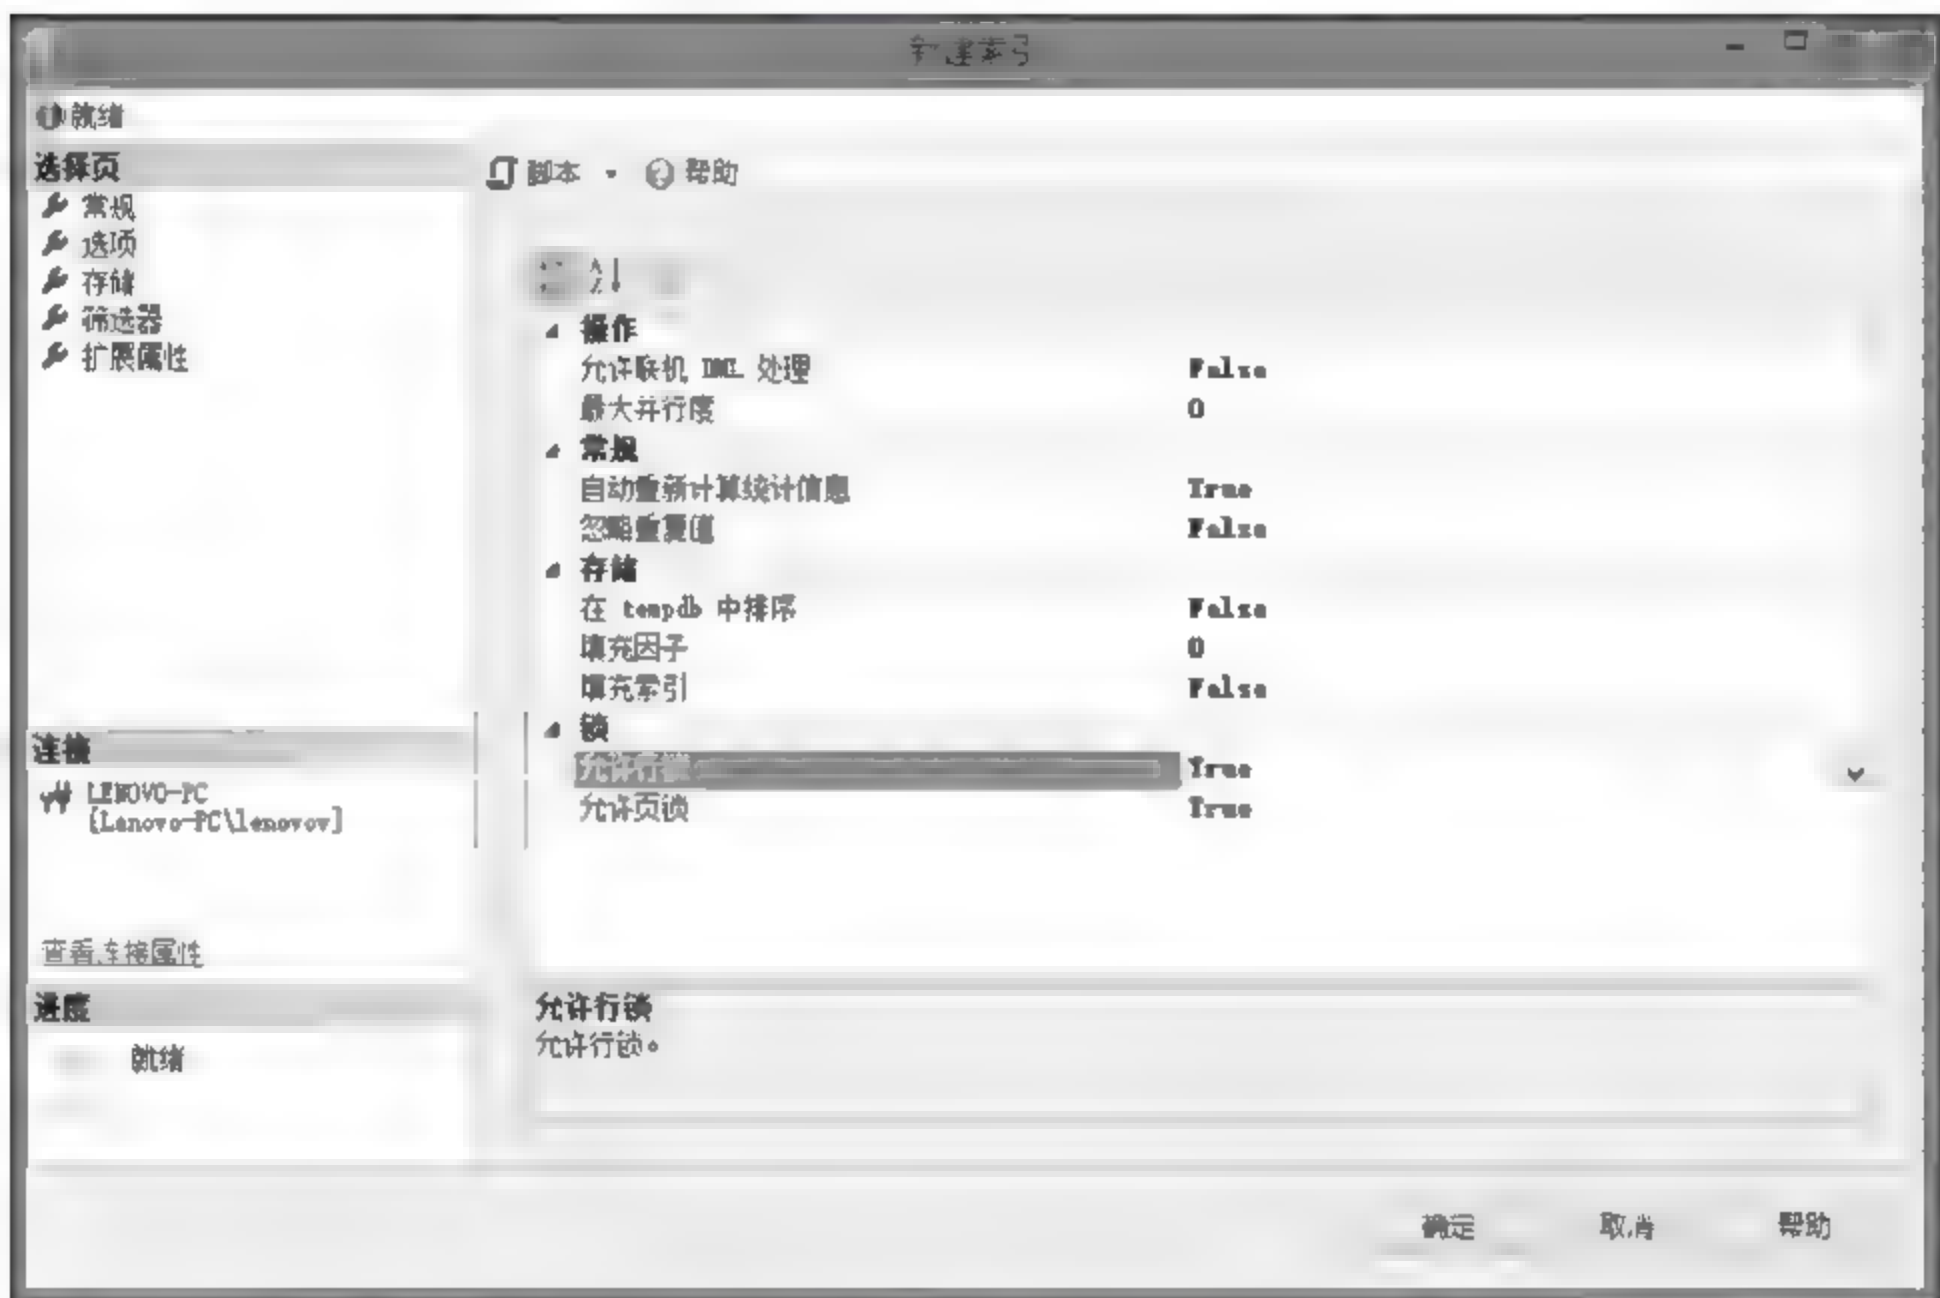 新建索引
就绪
选择页
常规
选项
存储
筛选器
扩展属性
脚本 帮助
操作
允许联机 DML 处理 False
最大并行度 0
常规
自动重新计算统计信息 True
忽略重复值 False
存储
在 tempdb 中排序 False
填充因子 0
填充索引 False
锁
允许行锁 True
允许页锁 True
连接
LENOVO-PC
[Lenovo-PC\lenovov]
查看连接属性
进度
就绪
允许行锁
允许行锁。
确定 取消 帮助